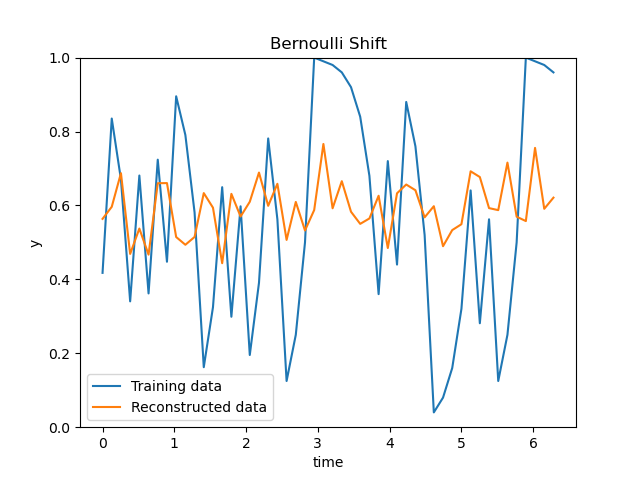 Bernoulli Shift
1.0
0.8
0.6
0.4
0.2
0.0
y
Training data
Reconstructed data
0 1 2 3 4 5 6
time